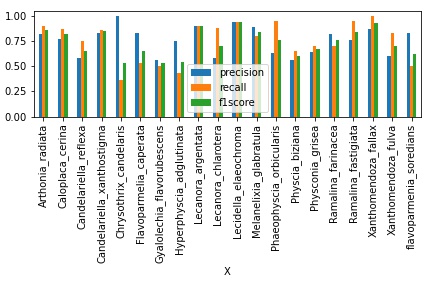 1.00
0.75
0.50
0.25
0.00
precision
recall
f1score
Arthonia_radiata
Caloplaca_cerina
Candelariella_reflexa
Candelariella_xanthostigma
Chrysothrix_candelaris
Flavoparmelia_caperata
Gyalolechia_flavorubescens
Hyperphyscia_adglutinata
Lecanora_argentata
Lecanora_chlarotera
Lecidella_elaeochroma
Melanelixia_glabratula
Phaeophyscia_orbicularis
Physcia_biziana
Physconia_grisea
Ramalina_farinacea
Ramalina_fastigiata
Xanthomendoza_fallax
Xanthomendoza_fulva
flavoparmenia_soredians
X